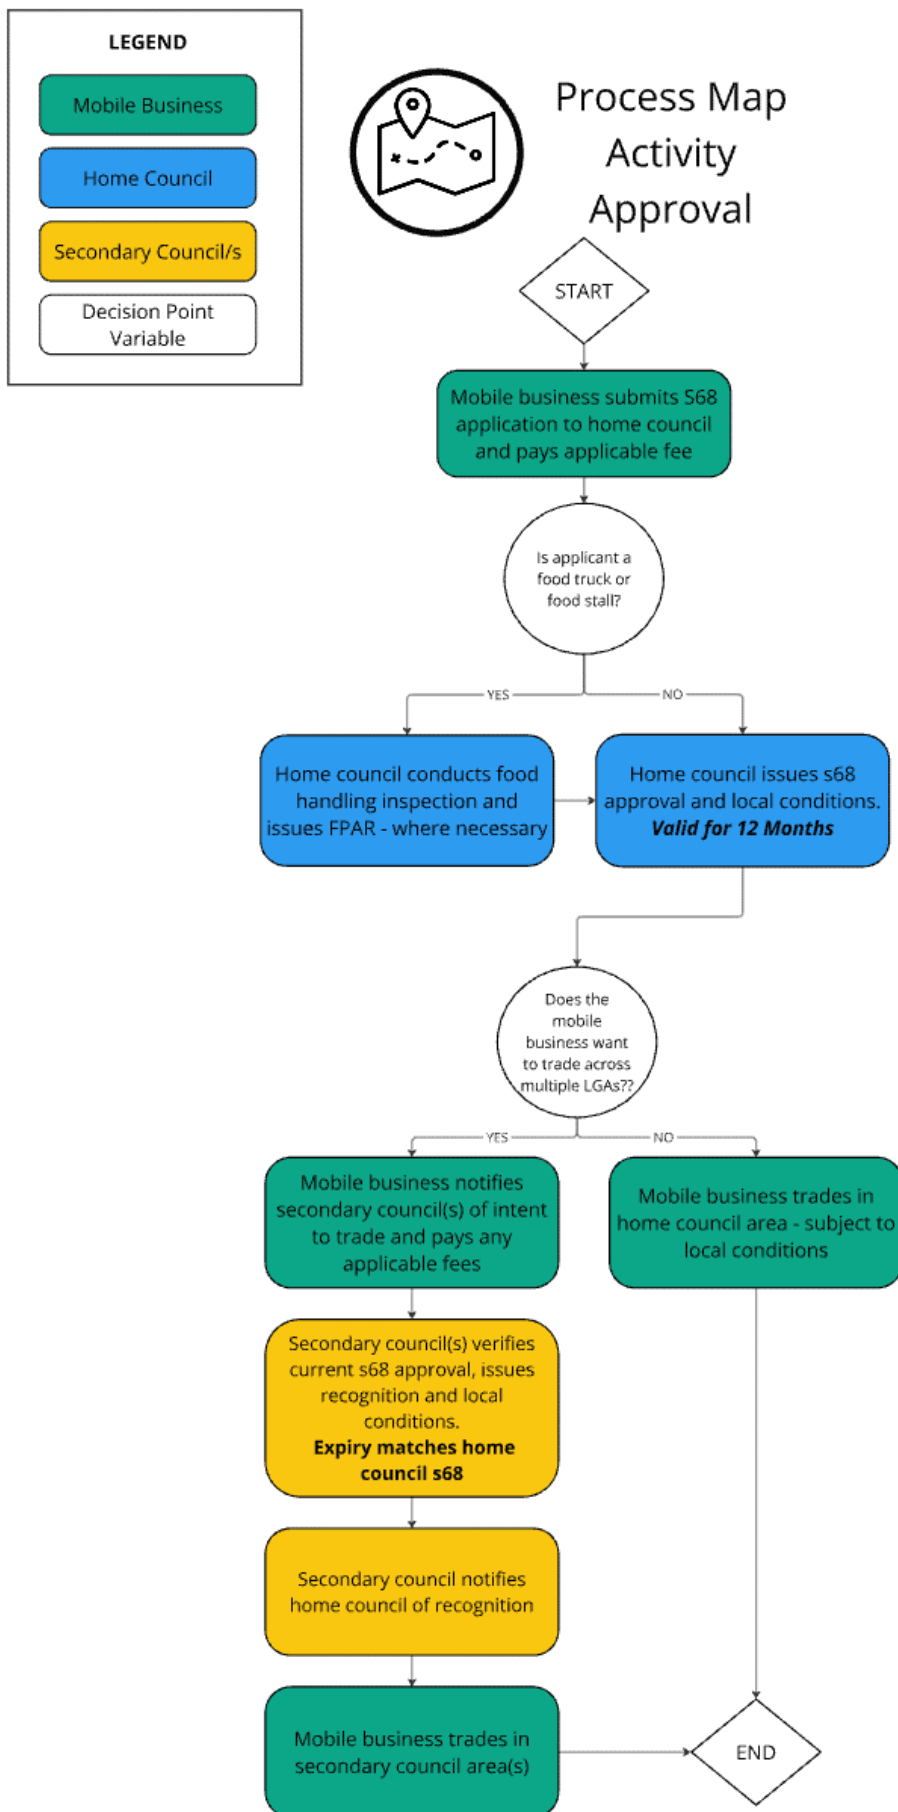 LEGEND
Mobile Business
Home Council
Secondary Council/s
Decision Point
Variable
Process Map
Activity
Approval
START
Mobile business submits S68
application to home council
and pays applicable fee
Is applicant a
food truck or
food stall?
YES
NO
Home council conducts food
handling inspection and
issues FPAR - where necessary
Home council issues s68
approval and local conditions.
Valid for 12 Months
Does the
mobile
business want
to trade across
multiple LGAs??
YES
NO
Mobile business notifies
secondary council(s) of intent
to trade and pays any
applicable fees
Mobile business trades in
home council area - subject to
local conditions
Secondary council(s) verifies
current s68 approval, issues
recognition and local
conditions.
Expiry matches home
council s68
Secondary council notifies
home council of recognition
Mobile business trades in
secondary council area(s)
END